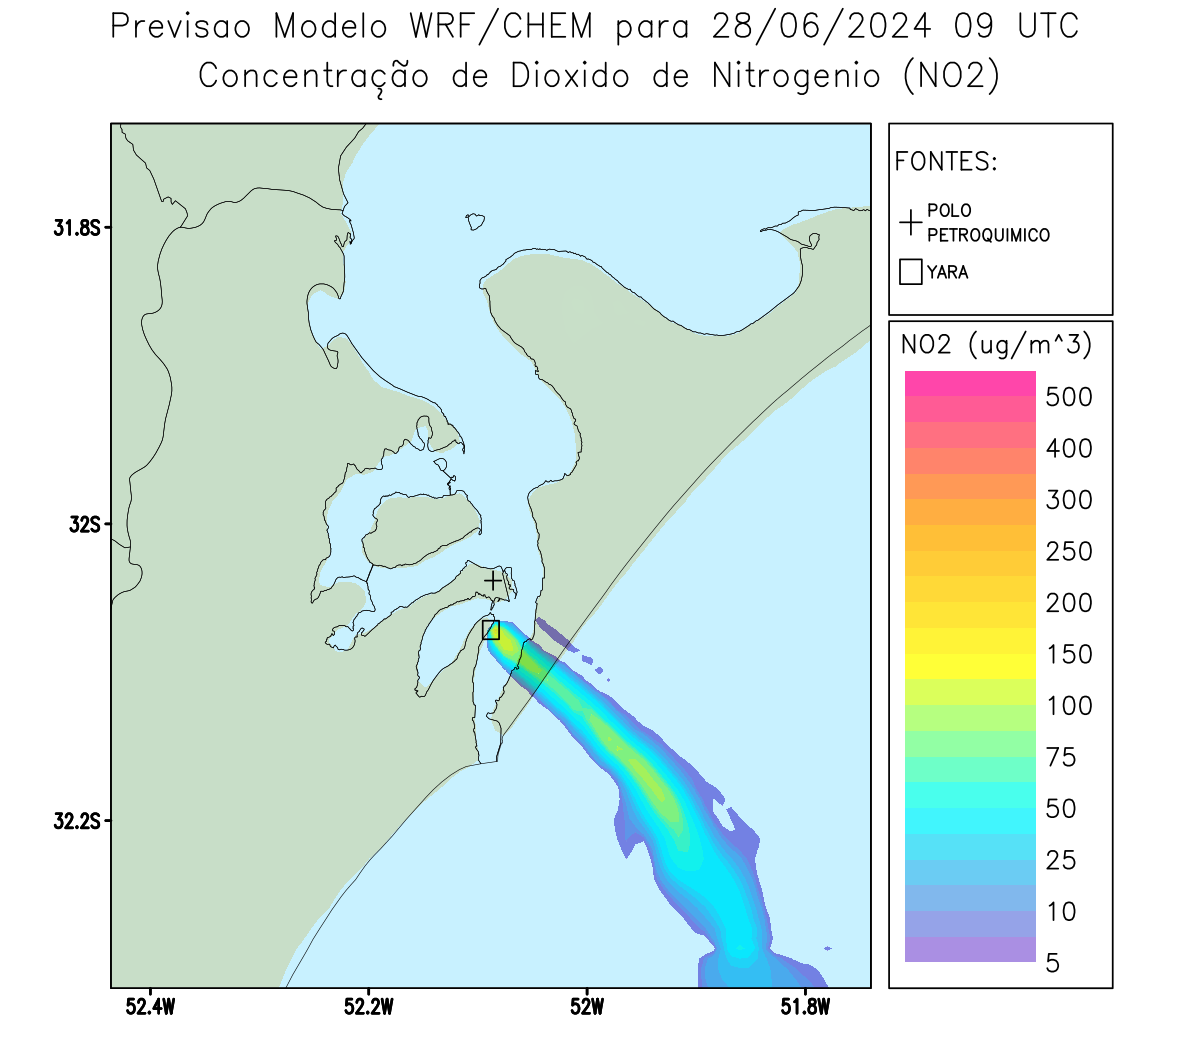 Previsao Modelo WRF/CHEM para 28/06/2024 09 UTC
Concentração de Dioxido de Nitrogenio (NO2)
FONTES:
POLO
PETROQUIMICO
YARA
NO2 (ug/m^3)
500
400
300
250
200
150
100
75
50
25
10
5
31.8S
32S
32.2S
52.4W
52.2W
52W
51.8W